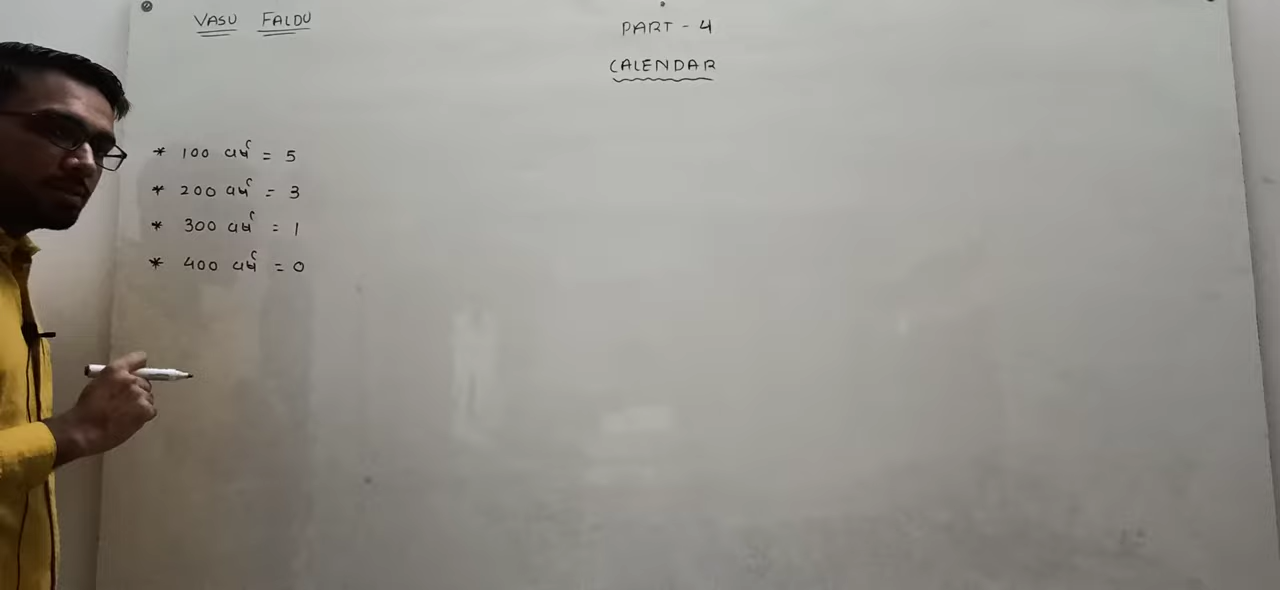 VASU FALDU
PART - 4
CALENDAR
* 100 વર્ષ = 5
* 200 વર્ષ = 3
* 300 વર્ષ = 1
* 400 વર્ષ = 0